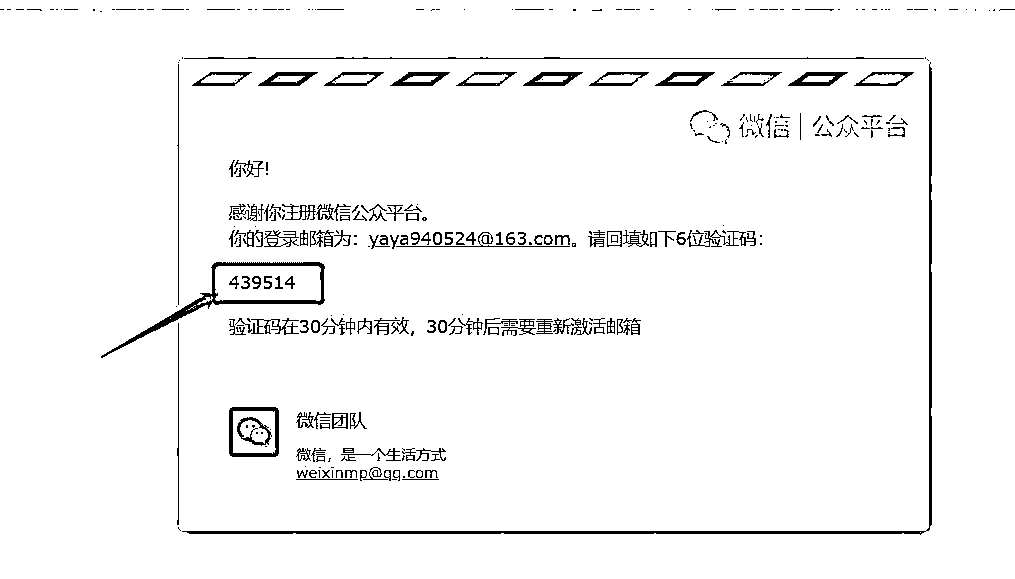 微信 | 公众平台
你好!
感谢你注册微信公众平台。
你的登录邮箱为：yaya940524@163.com。请回填如下6位验证码：
439514
验证码在30分钟内有效，30分钟后需要重新激活邮箱
微信团队
微信，是一个生活方式
weixinmp@qq.com